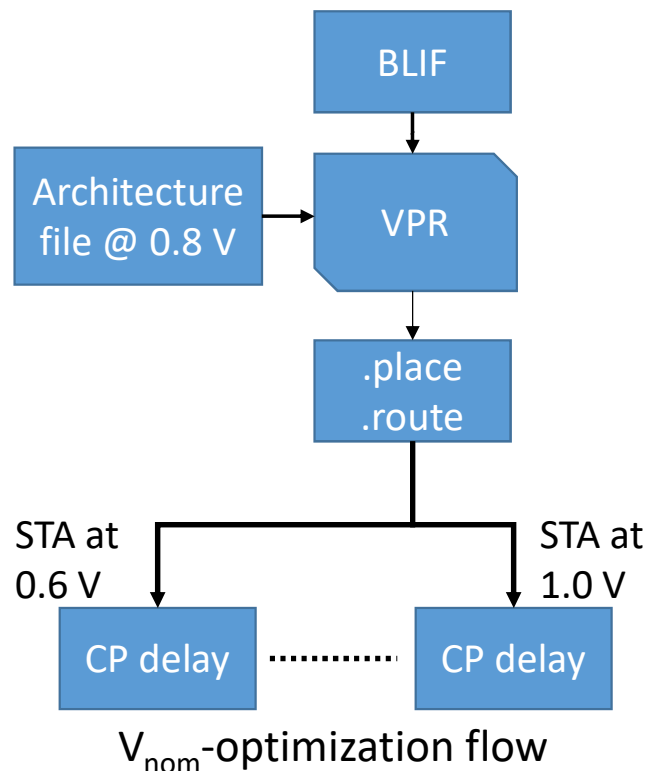 BLIF
Architecture
file @ 0.8 V
VPR
.place
.route
STA at
0.6 V
STA at
1.0 V
CP delay
CP delay
Vnom-optimization flow